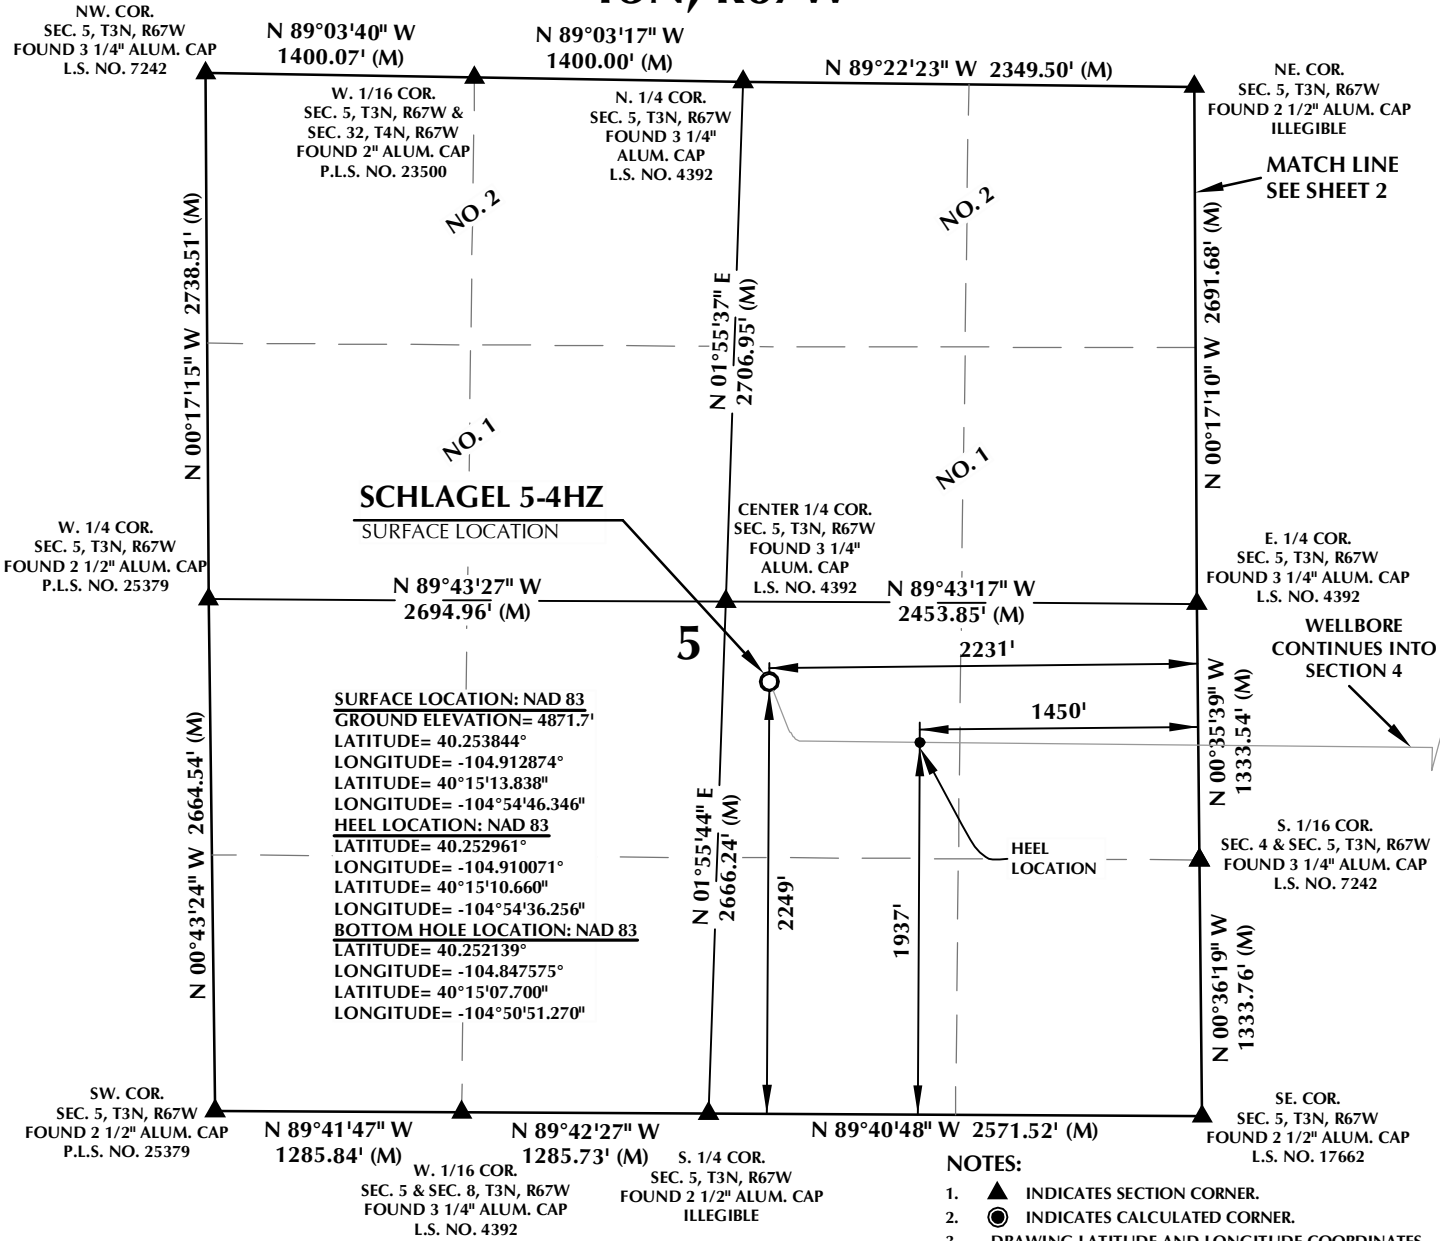 NW. COR.
SEC. 5, T3N, R67W
FOUND 3 1/4" ALUM. CAP
L.S. NO. 7242
N 89°03'40" W
1400.07' (M)
N 89°03'17" W
1400.00' (M)
N 89°22'23" W 2349.50' (M)
NE. COR.
SEC. 5, T3N, R67W
FOUND 2 1/2" ALUM. CAP
ILLEGIBLE
W. 1/16 COR.
SEC. 5, T3N, R67W &
SEC. 32, T4N, R67W
FOUND 2" ALUM. CAP
P.L.S. NO. 23500
N. 1/4 COR.
SEC. 5, T3N, R67W
FOUND 3 1/4"
ALUM. CAP
L.S. NO. 4392
MATCH LINE
SEE SHEET 2
NO. 2
NO. 2
N 00°17'15" W 2738.51' (M)
N 01°55'37" E
2706.95' (M)
N 00°17'10" W 2691.68' (M)
NO. 1
NO. 1
SCHLAGEL 5-4HZ
SURFACE LOCATION
W. 1/4 COR.
SEC. 5, T3N, R67W
FOUND 2 1/2" ALUM. CAP
P.L.S. NO. 25379
CENTER 1/4 COR.
SEC. 5, T3N, R67W
FOUND 3 1/4"
ALUM. CAP
L.S. NO. 4392
E. 1/4 COR.
SEC. 5, T3N, R67W
FOUND 3 1/4" ALUM. CAP
L.S. NO. 4392
N 89°43'27" W
2694.96' (M)
N 89°43'17" W
2453.85' (M)
5
2231'
WELLBORE
CONTINUES INTO
SECTION 4
1450'
SURFACE LOCATION: NAD 83
GROUND ELEVATION= 4871.7'
LATITUDE= 40.253844°
LONGITUDE= -104.912874°
LATITUDE= 40°15'13.838"
LONGITUDE= -104°54'46.346"
HEEL LOCATION: NAD 83
LATITUDE= 40.252961°
LONGITUDE= -104.910071°
LATITUDE= 40°15'10.660"
LONGITUDE= -104°54'36.256"
BOTTOM HOLE LOCATION: NAD 83
LATITUDE= 40.252139°
LONGITUDE= -104.847575°
LATITUDE= 40°15'07.700"
LONGITUDE= -104°50'51.270"
N 00°43'24" W 2664.54' (M)
N 01°55'44" E
2666.24' (M)
2249'
1937'
HEEL
LOCATION
N 00°35'39" W
1333.54' (M)
S. 1/16 COR.
SEC. 4 & SEC. 5, T3N, R67W
FOUND 3 1/4" ALUM. CAP
L.S. NO. 7242
N 00°36'19" W
1333.76' (M)
SW. COR.
SEC. 5, T3N, R67W
FOUND 2 1/2" ALUM. CAP
P.L.S. NO. 25379
N 89°41'47" W
1285.84' (M)
N 89°42'27" W
1285.73' (M)
N 89°40'48" W 2571.52' (M)
SE. COR.
SEC. 5, T3N, R67W
FOUND 2 1/2" ALUM. CAP
L.S. NO. 17662
W. 1/16 COR.
SEC. 5 & SEC. 8, T3N, R67W
FOUND 3 1/4" ALUM. CAP
L.S. NO. 4392
S. 1/4 COR.
SEC. 5, T3N, R67W
FOUND 2 1/2" ALUM. CAP
ILLEGIBLE
NOTES:
1. INDICATES SECTION CORNER.
2. INDICATES CALCULATED CORNER.
DRAWING LATITUDE AND LONGITUDE COORDINATES